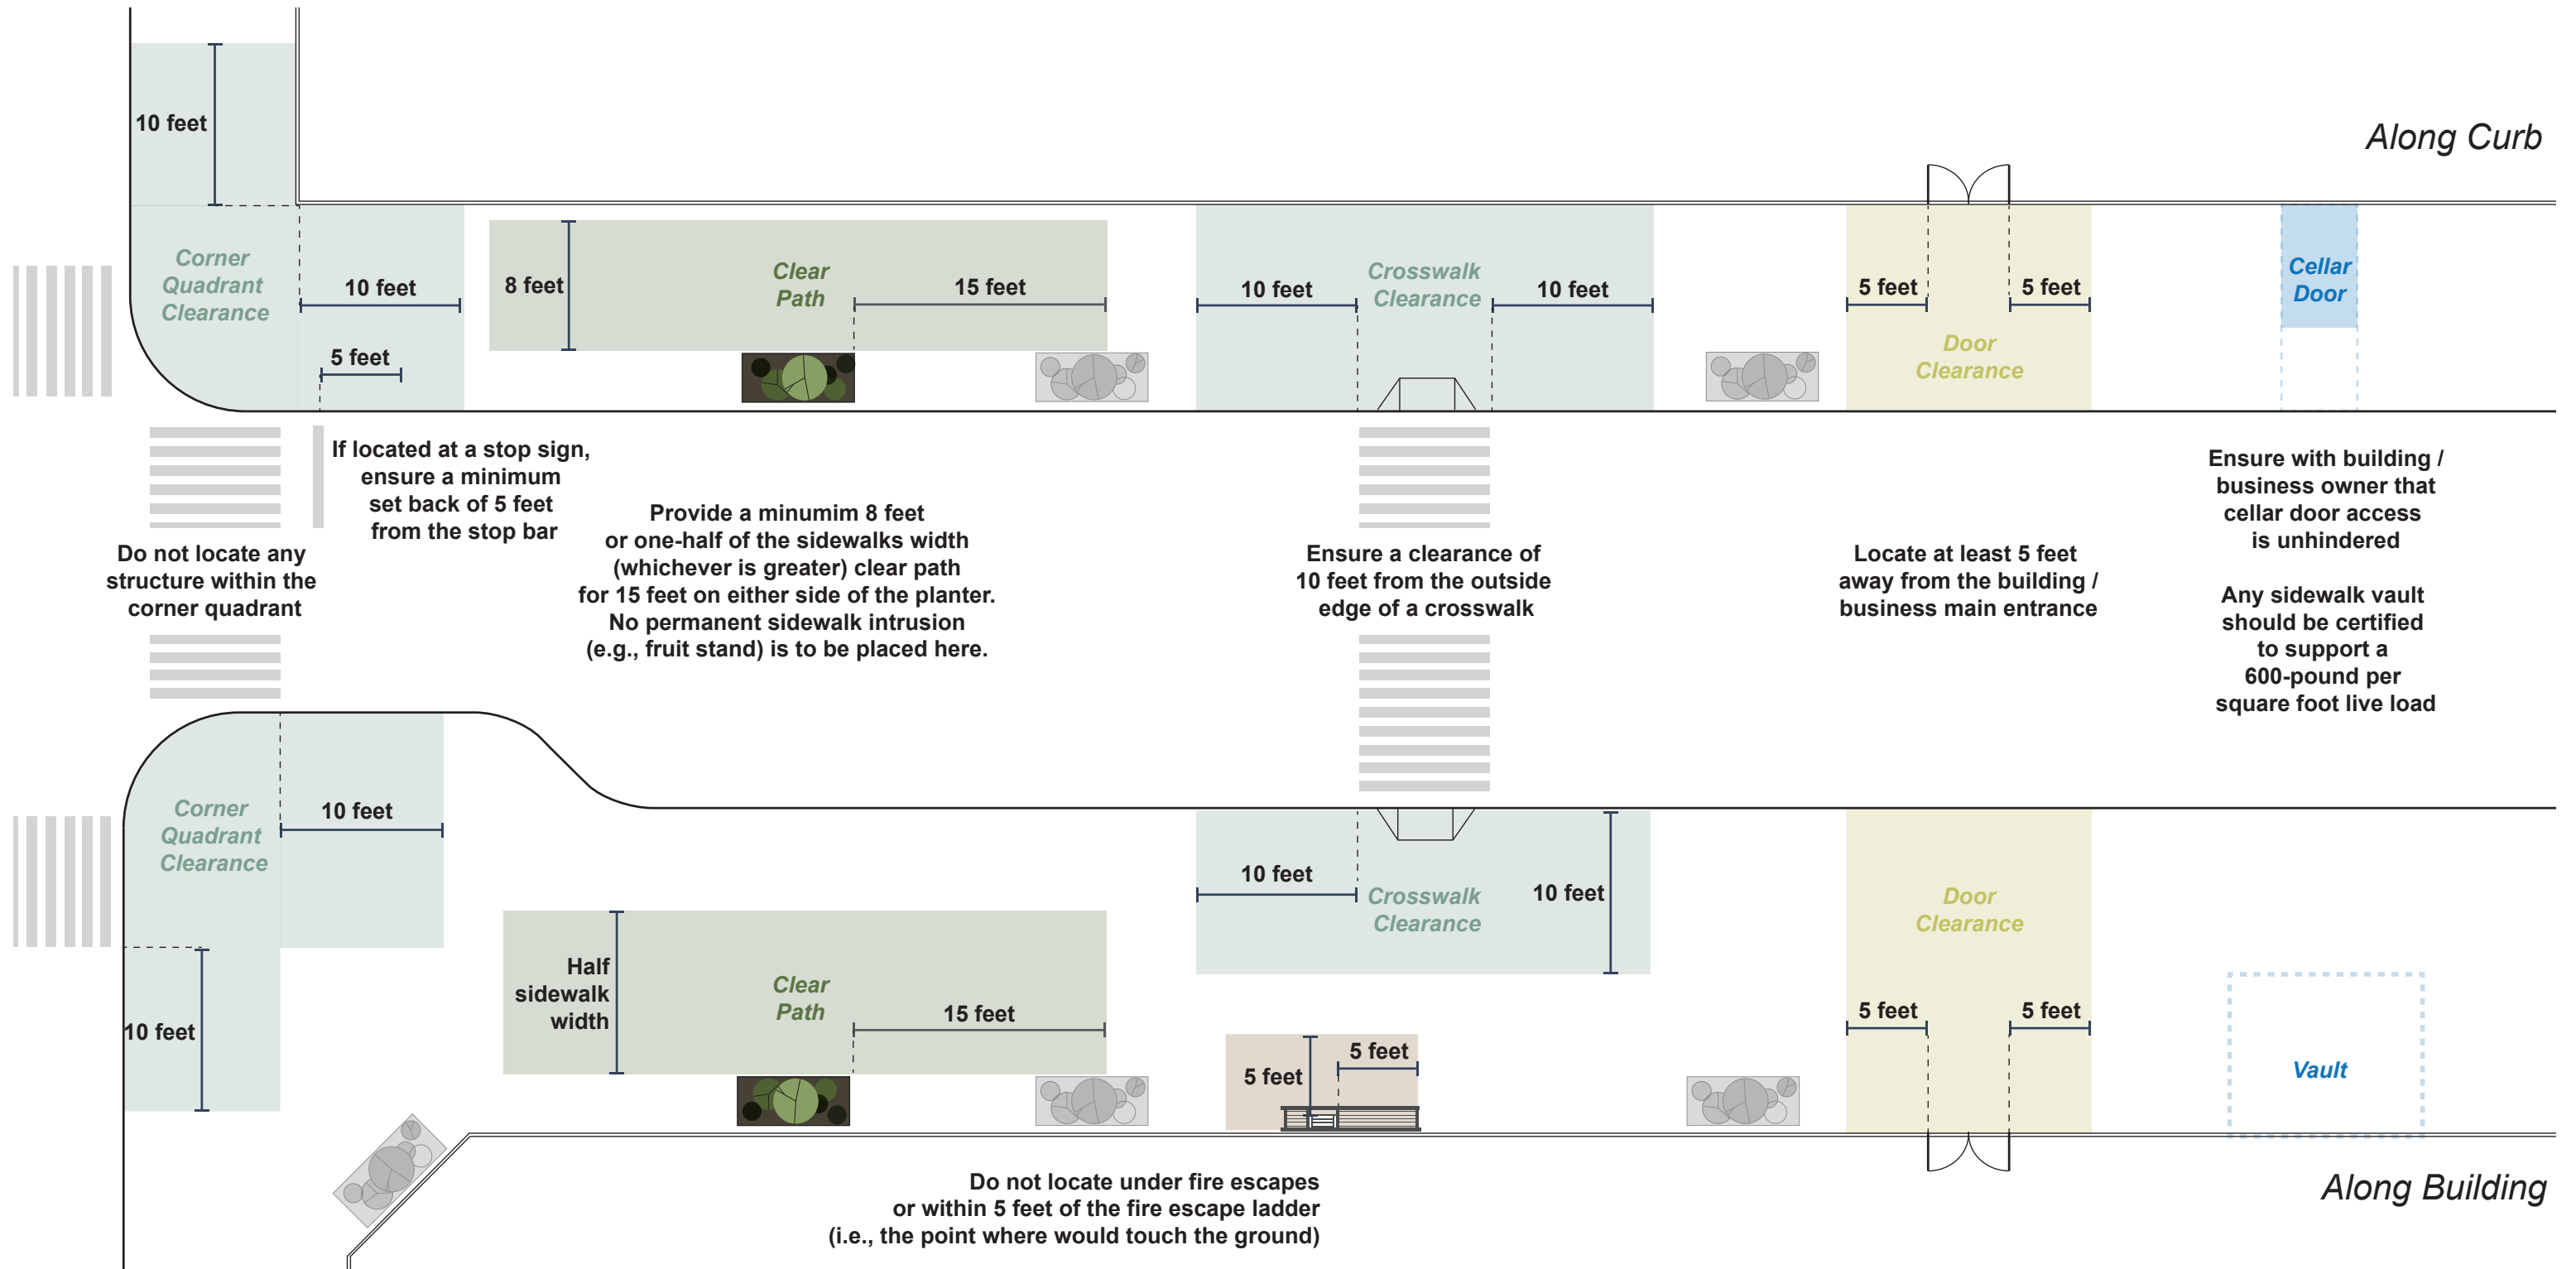 10 feet
Along Curb
Corner
Quadrant
Clearance
10 feet
5 feet
8 feet
Clear
Path
15 feet
10 feet
Crosswalk
Clearance
10 feet
5 feet
5 feet
Door
Clearance
Cellar
Door
If located at a stop sign,
ensure a minimum
set back of 5 feet
from the stop bar
Do not locate any
structure within the
corner quadrant
Provide a minumim 8 feet
or one-half of the sidewalks width
(whichever is greater) clear path
for 15 feet on either side of the planter.
No permanent sidewalk intrusion
(e.g., fruit stand) is to be placed here.
Ensure a clearance of
10 feet from the outside
edge of a crosswalk
Locate at least 5 feet
away from the building /
business main entrance
Ensure with building /
business owner that
cellar door access
is unhindered
Any sidewalk vault
should be certified
to support a
600-pound per
square foot live load
Corner
Quadrant
Clearance
10 feet
10 feet
Half
sidewalk
width
Clear
Path
15 feet
10 feet
Crosswalk
Clearance
10 feet
5 feet
5 feet
Door
Clearance
5 feet
5 feet
Vault
Do not locate under fire escapes
or within 5 feet of the fire escape ladder
(i.e., the point where would touch the ground)
Along Building